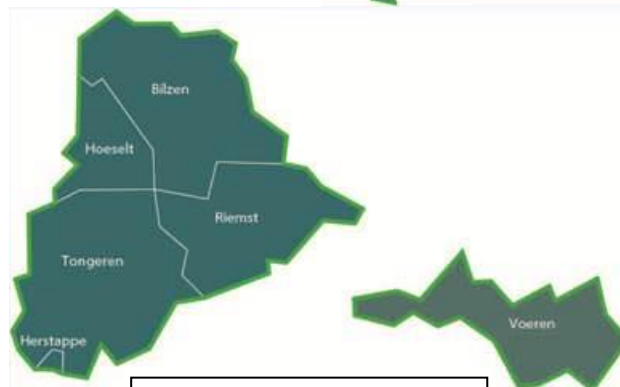 Bilzen
Hoeselt
Riemst
Tongeren
Voeren
Herstappe